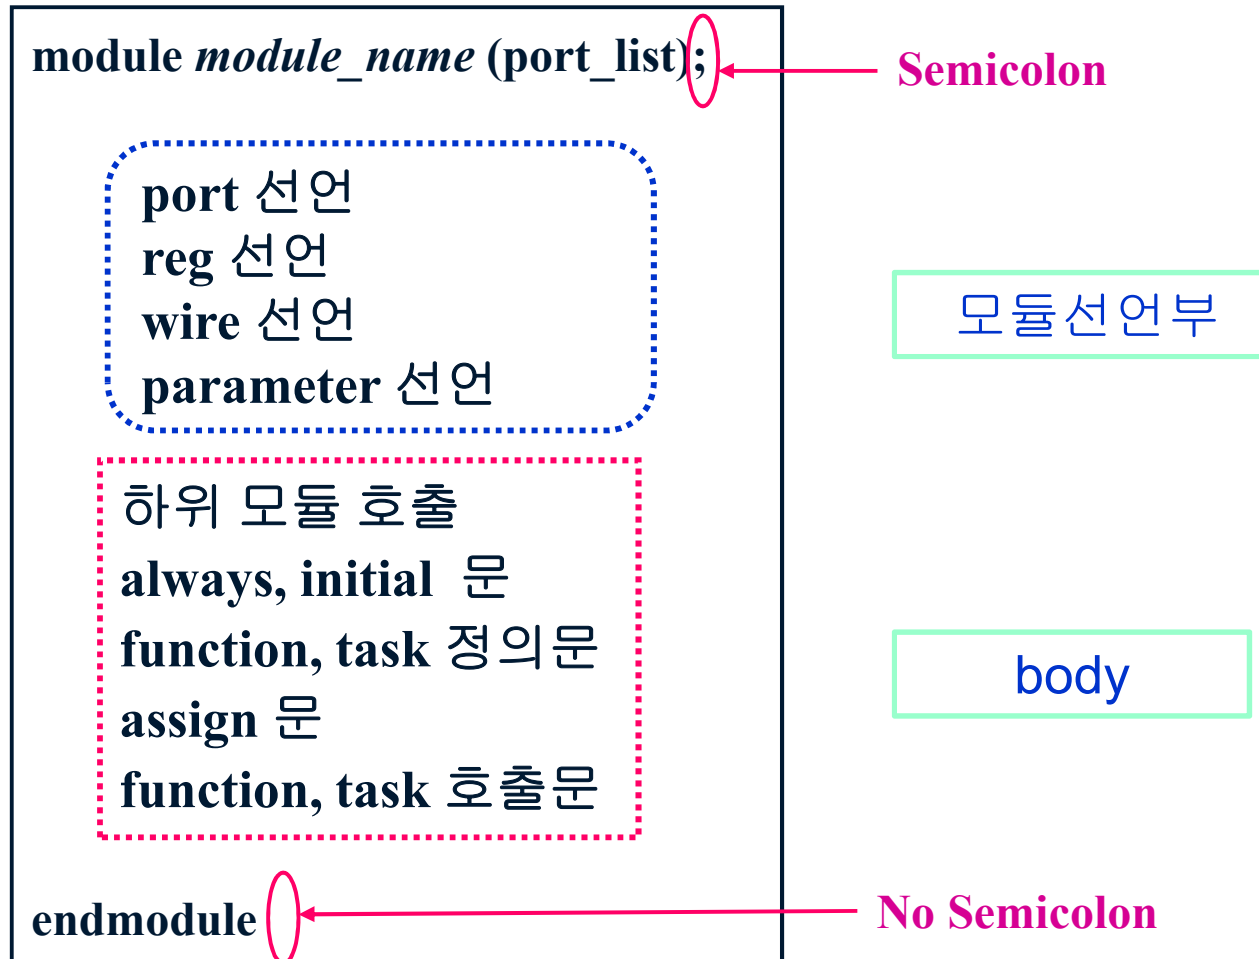 module module_name (port_list);
Semicolon
port 선언
reg 선언
wire 선언
parameter 선언
모듈선언부
하위 모듈 호출
always, initial 문
function, task 정의문
assign 문
function, task 호출문
body
endmodule
No Semicolon